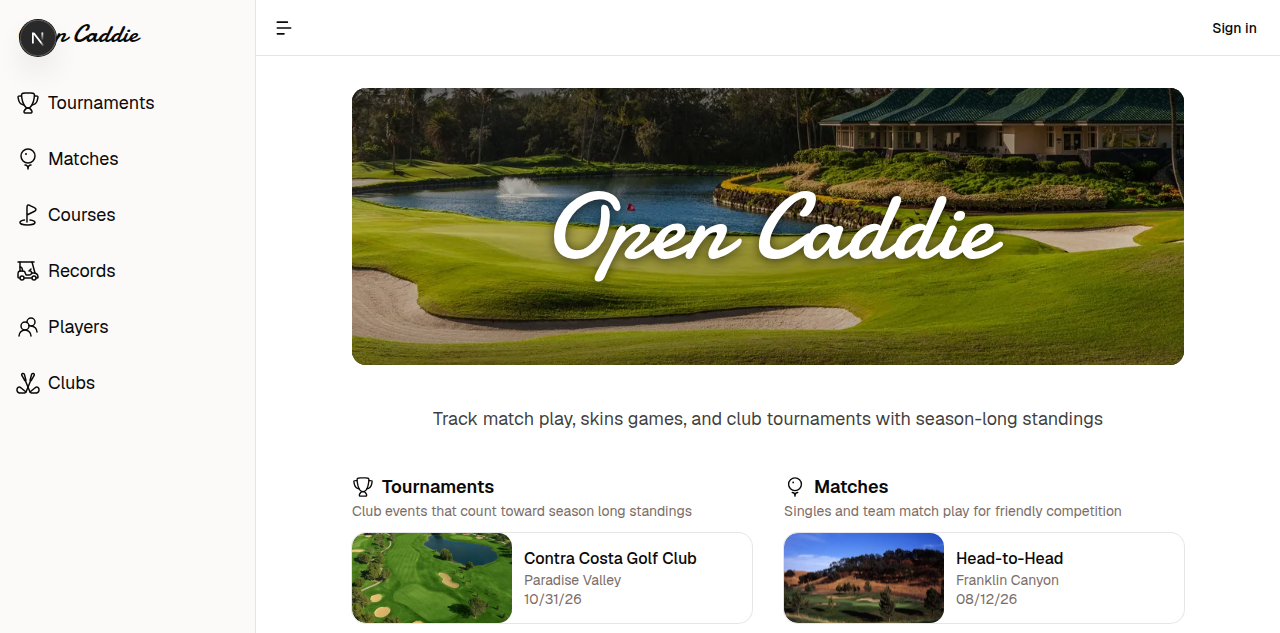 n Caddie
Sign in
Tournaments
Matches
Courses
Records
Players
Clubs
Open Caddie
Track match play, skins games, and club tournaments with season-long standings
Tournaments
Club events that count toward season long standings
Contra Costa Golf Club
Paradise Valley
10/31/26
Matches
Singles and team match play for friendly competition
Head-to-Head
Franklin Canyon
08/12/26